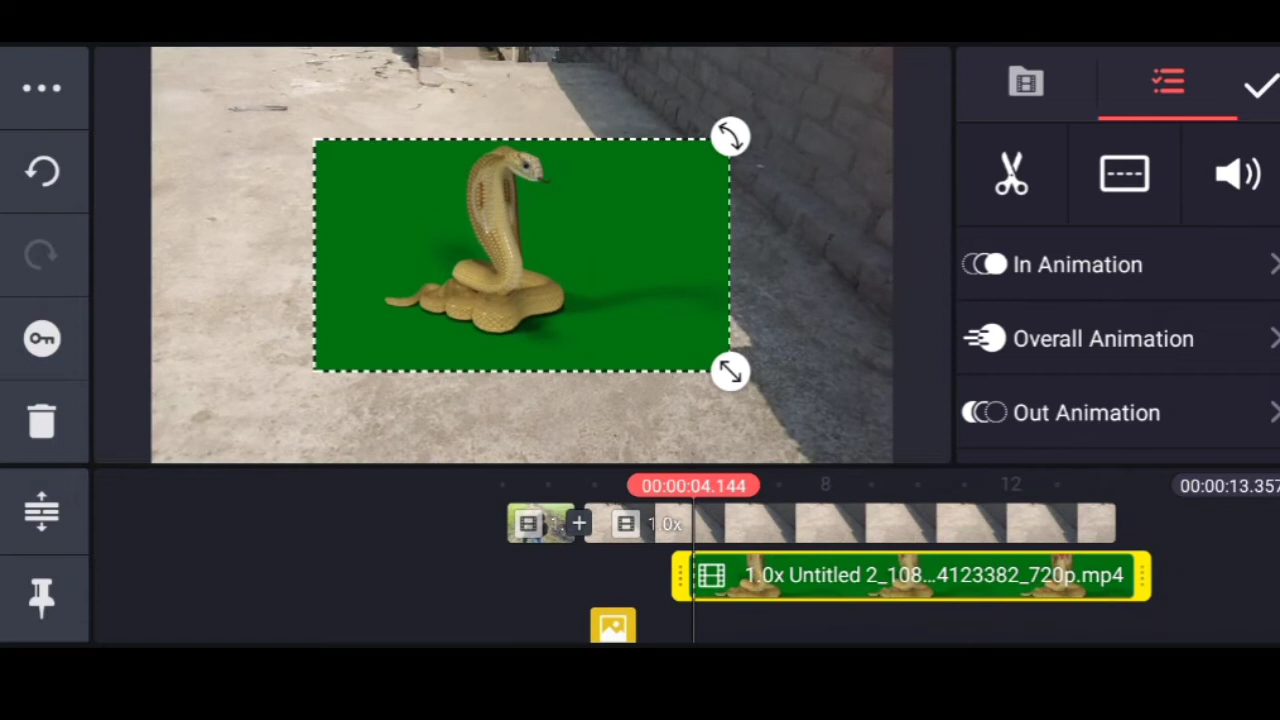 In Animation
Overall Animation
Out Animation
00:00:04.144
8
12
00:00:13.357
1.0x
1.0x Untitled 2_108...4123382_720p.mp4